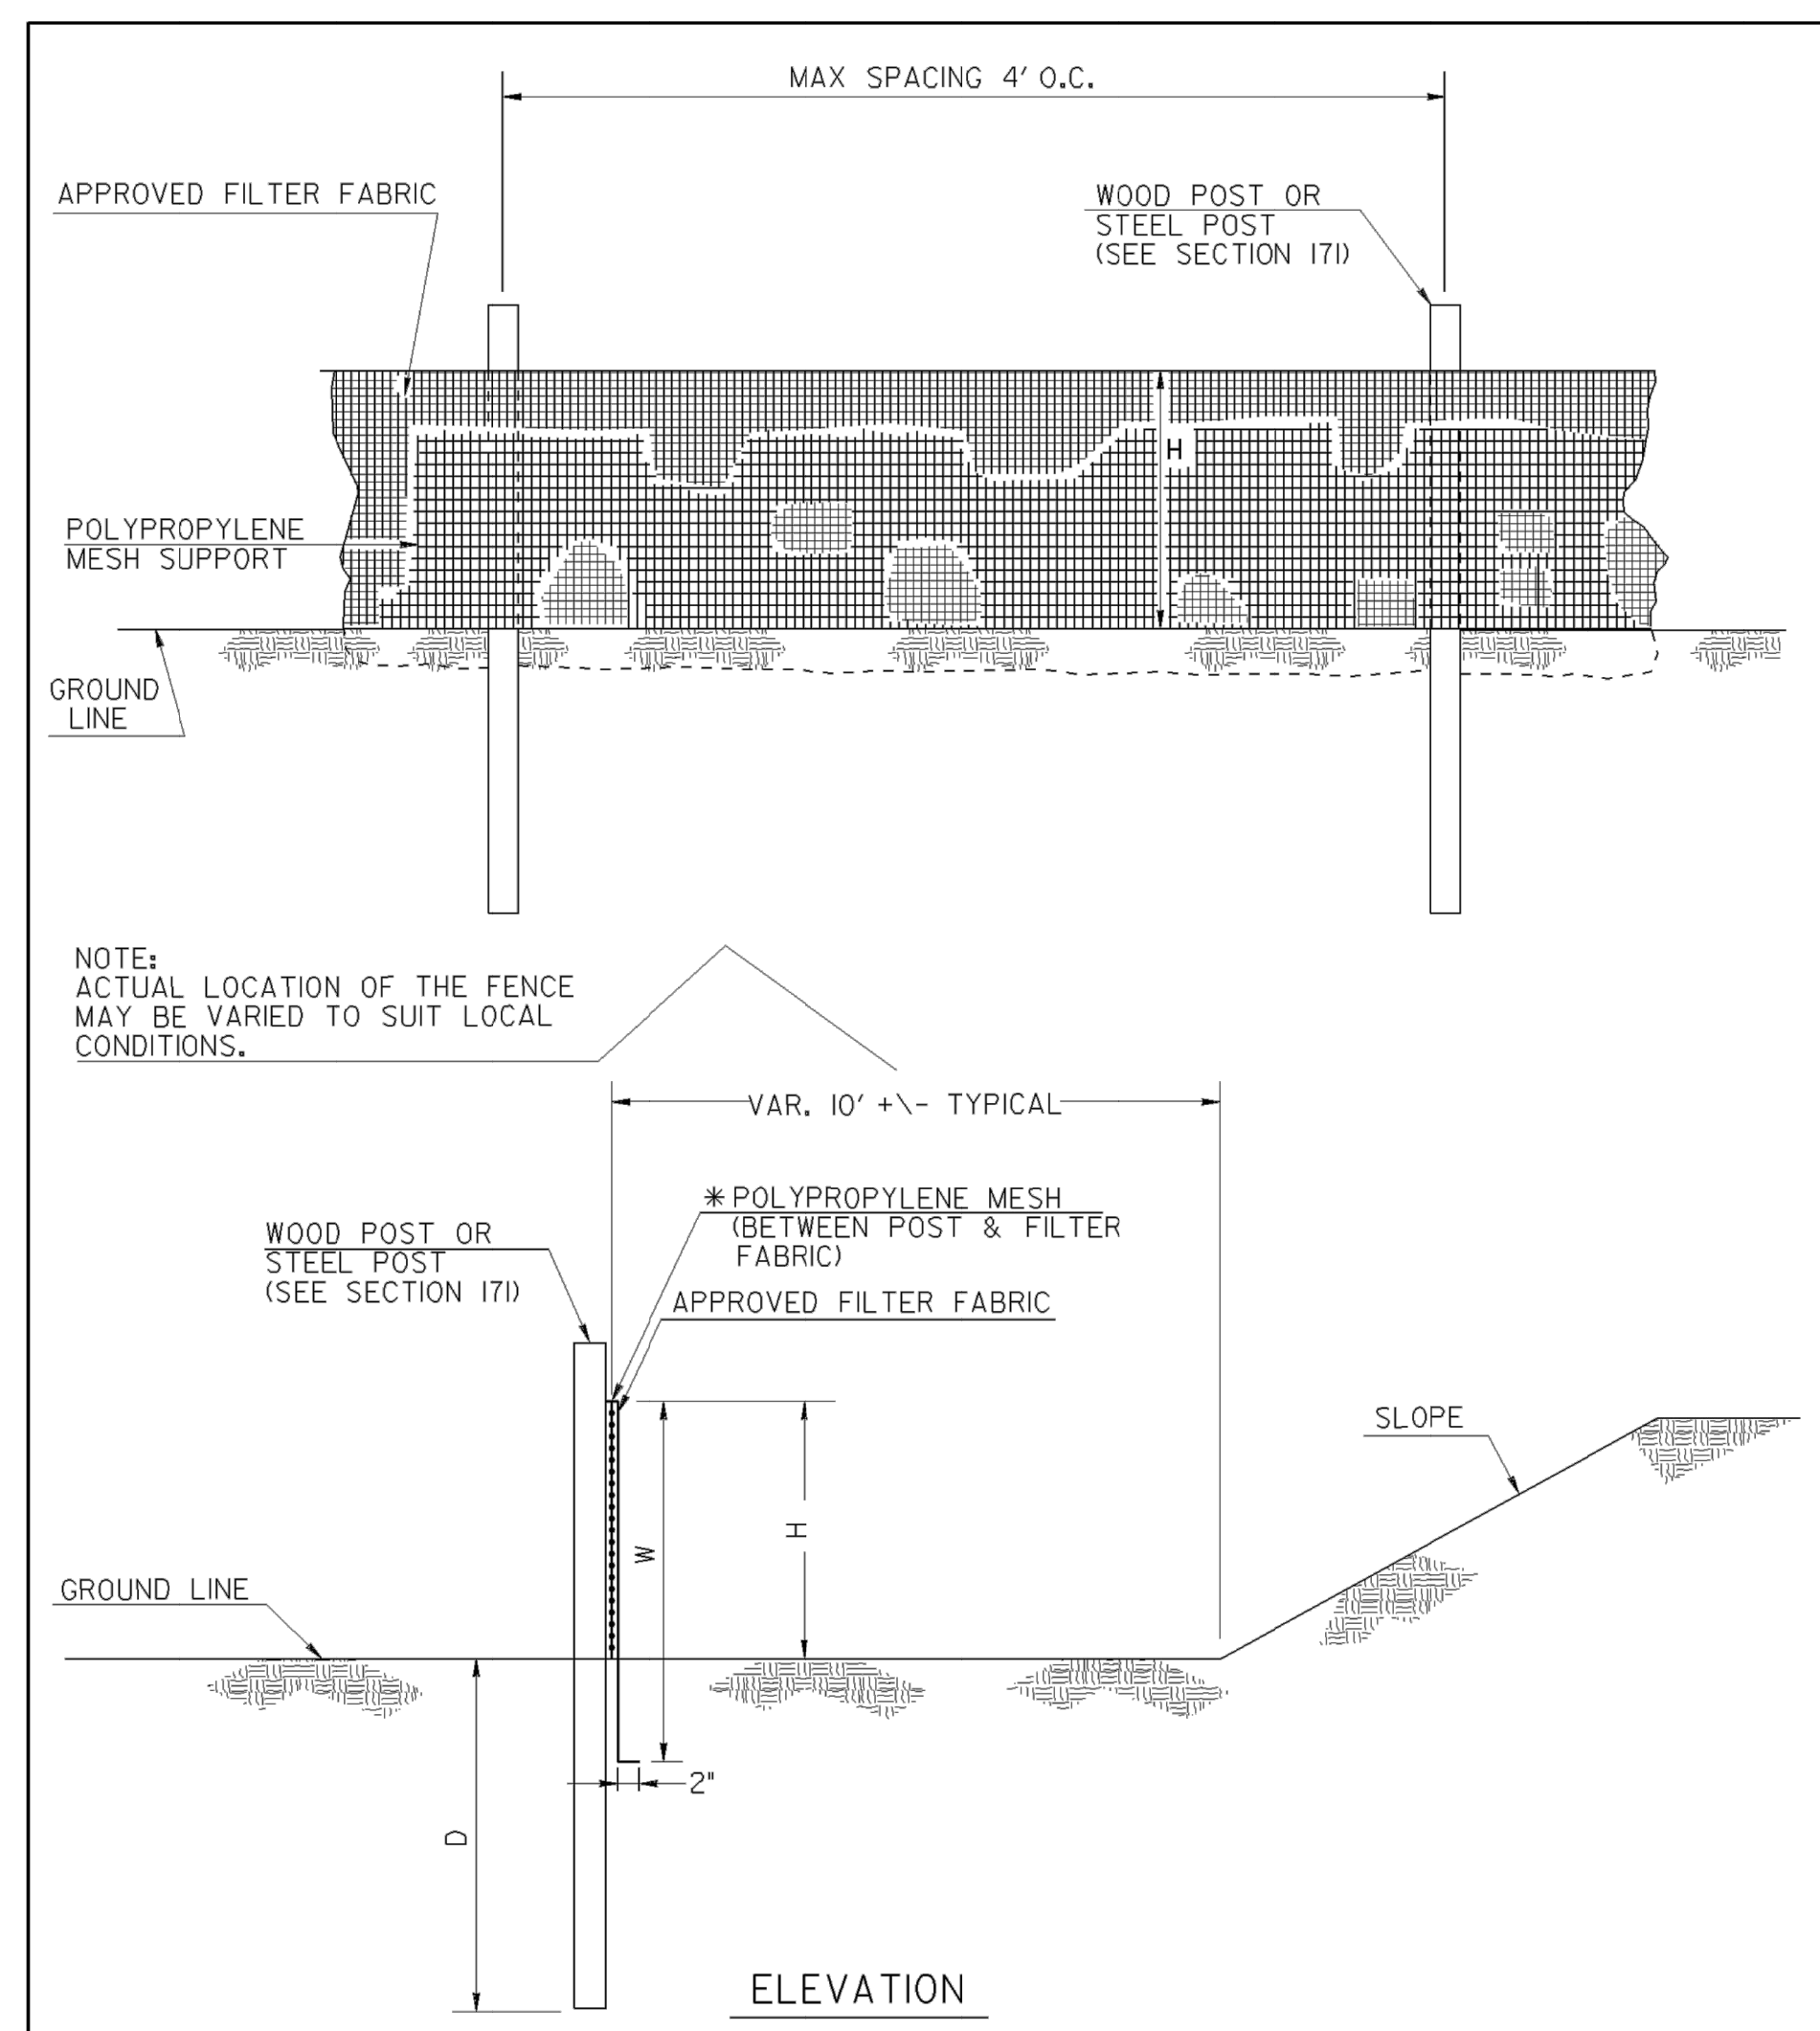 MAX SPACING 4' O.C.
APPROVED FILTER FABRIC
WOOD POST OR
STEEL POST
(SEE SECTION 171)
H
POLYPROPYLENE
MESH SUPPORT
GROUND
LINE
NOTE:
ACTUAL LOCATION OF THE FENCE
MAY BE VARIED TO SUIT LOCAL
CONDITIONS.
VAR. 10' +\- TYPICAL
* POLYPROPYLENE MESH
(BETWEEN POST & FILTER
FABRIC)
WOOD POST OR
STEEL POST
(SEE SECTION 171)
APPROVED FILTER FABRIC
SLOPE
W
H
GROUND LINE
2"
D
ELEVATION